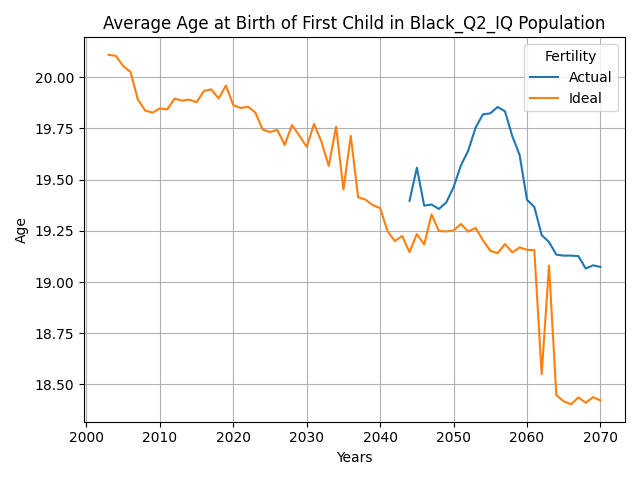 Average Age at Birth of First Child in Black_Q2_IQ Population
Fertility
Actual
Ideal
20.00
19.75
19.50
19.25
19.00
18.75
18.50
Age
2000 2010 2020 2030 2040 2050 2060 2070
Years